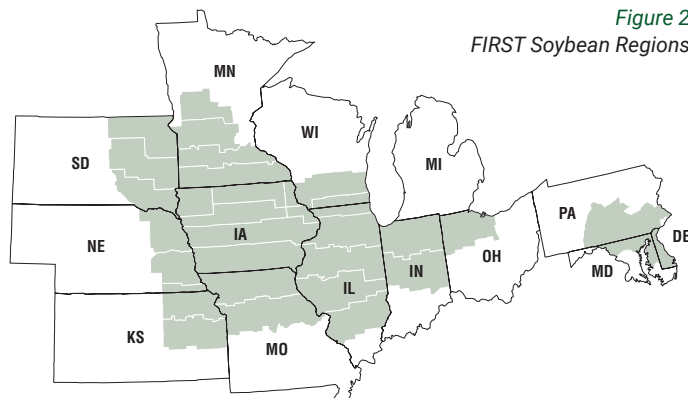 Figure 2
FIRST Soybean Regions
MN
WI
MI
SD
PA
NE
IA
DE
OH
MD
IN
IL
KS
MO